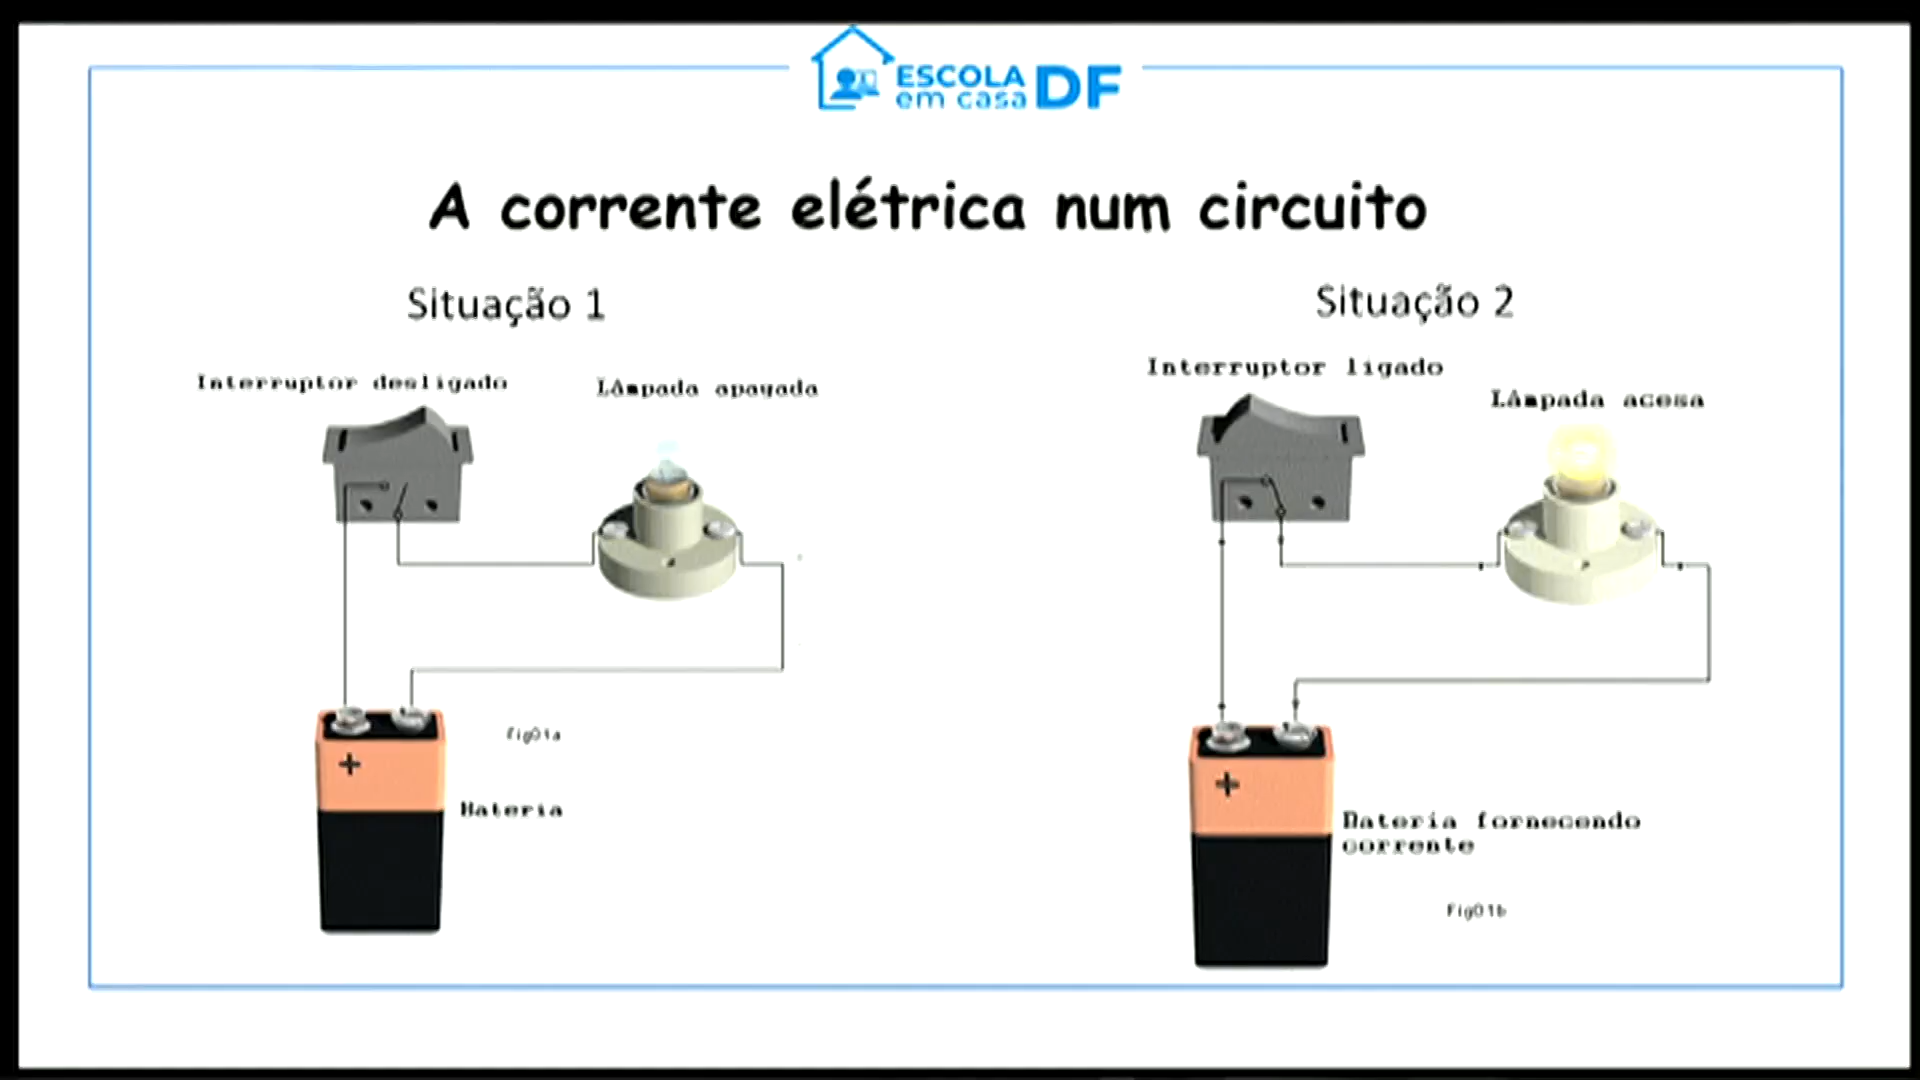 ESCOLA
em casa DF
A corrente elétrica num circuito
Situação 1
Situação 2
Interruptor desligado
Lâmpada apagada
Interruptor ligado
Lâmpada acesa
+
fig01a
Bateria
+
Bateria fornecendo
corrente
Fig01b